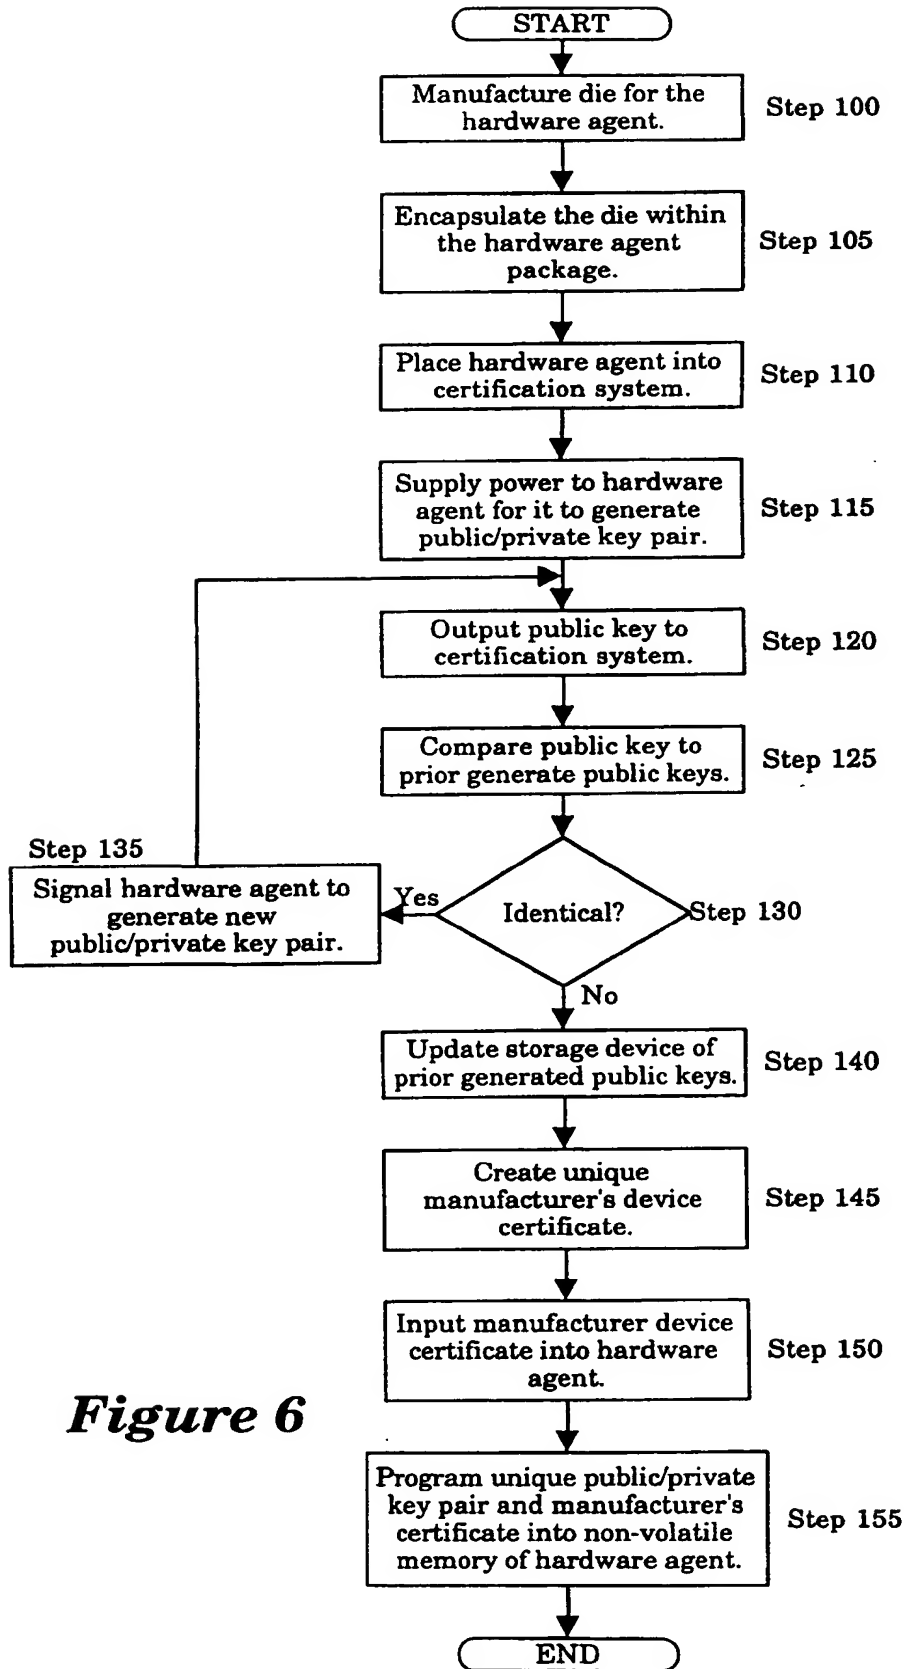 START
Manufacture die for the
hardware agent.
Step 100
Encapsulate the die within
the hardware agent
package.
Step 105
Place hardware agent into
certification system.
Step 110
Supply power to hardware
agent for it to generate
public/private key pair.
Step 115
Output public key to
certification system.
Step 120
Compare public key to
prior generate public keys.
Step 125
Step 135
Signal hardware agent to
generate new
public/private key pair.
Yes
Identical?
Step 130
No
Update storage device of
prior generated public keys.
Step 140
Create unique
manufacturer's device
certificate.
Step 145
Input manufacturer device
certificate into hardware
agent.
Step 150
Figure 6
Program unique public/private
key pair and manufacturer's
certificate into non-volatile
memory of hardware agent.
Step 155
END